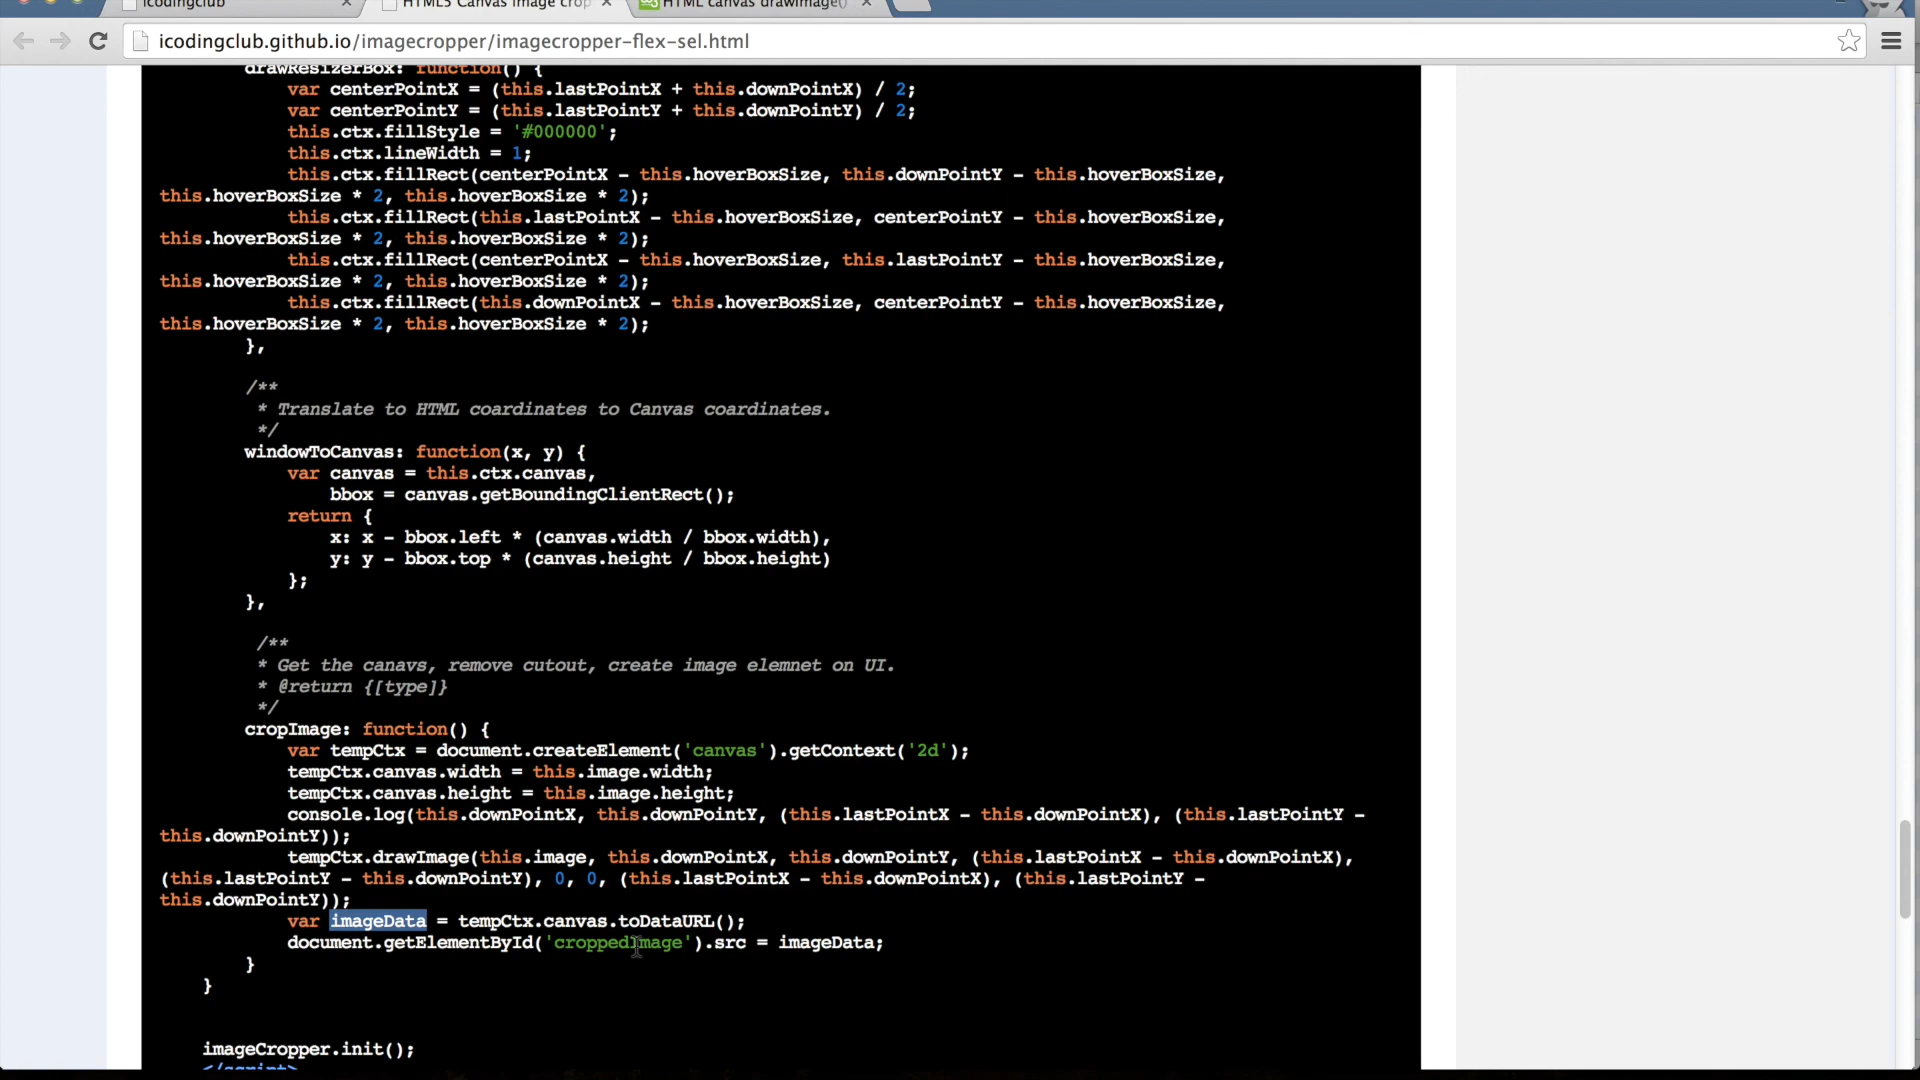 icodingclub
HTML5 Canvas image crop
HTML canvas drawImage()
icodingclub.github.io/imagecropper/imagecropper-flex-sel.html
drawResizerBox: function() {
var centerPointX = (this.lastPointX + this.downPointX) / 2;
var centerPointY = (this.lastPointY + this.downPointY) / 2;
this.ctx.fillStyle = '#000000';
this.ctx.lineWidth = 1;
this.ctx.fillRect(centerPointX - this.hoverBoxSize, this.downPointY - this.hoverBoxSize,
this.hoverBoxSize * 2, this.hoverBoxSize * 2);
this.ctx.fillRect(this.lastPointX - this.hoverBoxSize, centerPointY - this.hoverBoxSize,
this.hoverBoxSize * 2, this.hoverBoxSize * 2);
this.ctx.fillRect(centerPointX - this.hoverBoxSize, this.lastPointY - this.hoverBoxSize,
this.hoverBoxSize * 2, this.hoverBoxSize * 2);
this.ctx.fillRect(this.downPointX - this.hoverBoxSize, centerPointY - this.hoverBoxSize,
this.hoverBoxSize * 2, this.hoverBoxSize * 2);
},
/**
* Translate to HTML coordinates to Canvas coordinates.
*/
windowToCanvas: function(x, y) {
var canvas = this.ctx.canvas,
bbox = canvas.getBoundingClientRect();
return {
x: x - bbox.left * (canvas.width / bbox.width),
y: y - bbox.top * (canvas.height / bbox.height)
};
},
/**
* Get the canavs, remove cutout, create image elemnet on UI.
* @return {[type]}
*/
cropImage: function() {
var tempCtx = document.createElement('canvas').getContext('2d');
tempCtx.canvas.width = this.image.width;
tempCtx.canvas.height = this.image.height;
console.log(this.downPointX, this.downPointY, (this.lastPointX - this.downPointX), (this.lastPointY -
this.downPointY));
tempCtx.drawImage(this.image, this.downPointX, this.downPointY, (this.lastPointX - this.downPointX),
(this.lastPointY - this.downPointY), 0, 0, (this.lastPointX - this.downPointX), (this.lastPointY -
this.downPointY));
var imageData = tempCtx.canvas.toDataURL();
document.getElementById('croppedImage').src = imageData;
}
}
imageCropper.init();
</script>